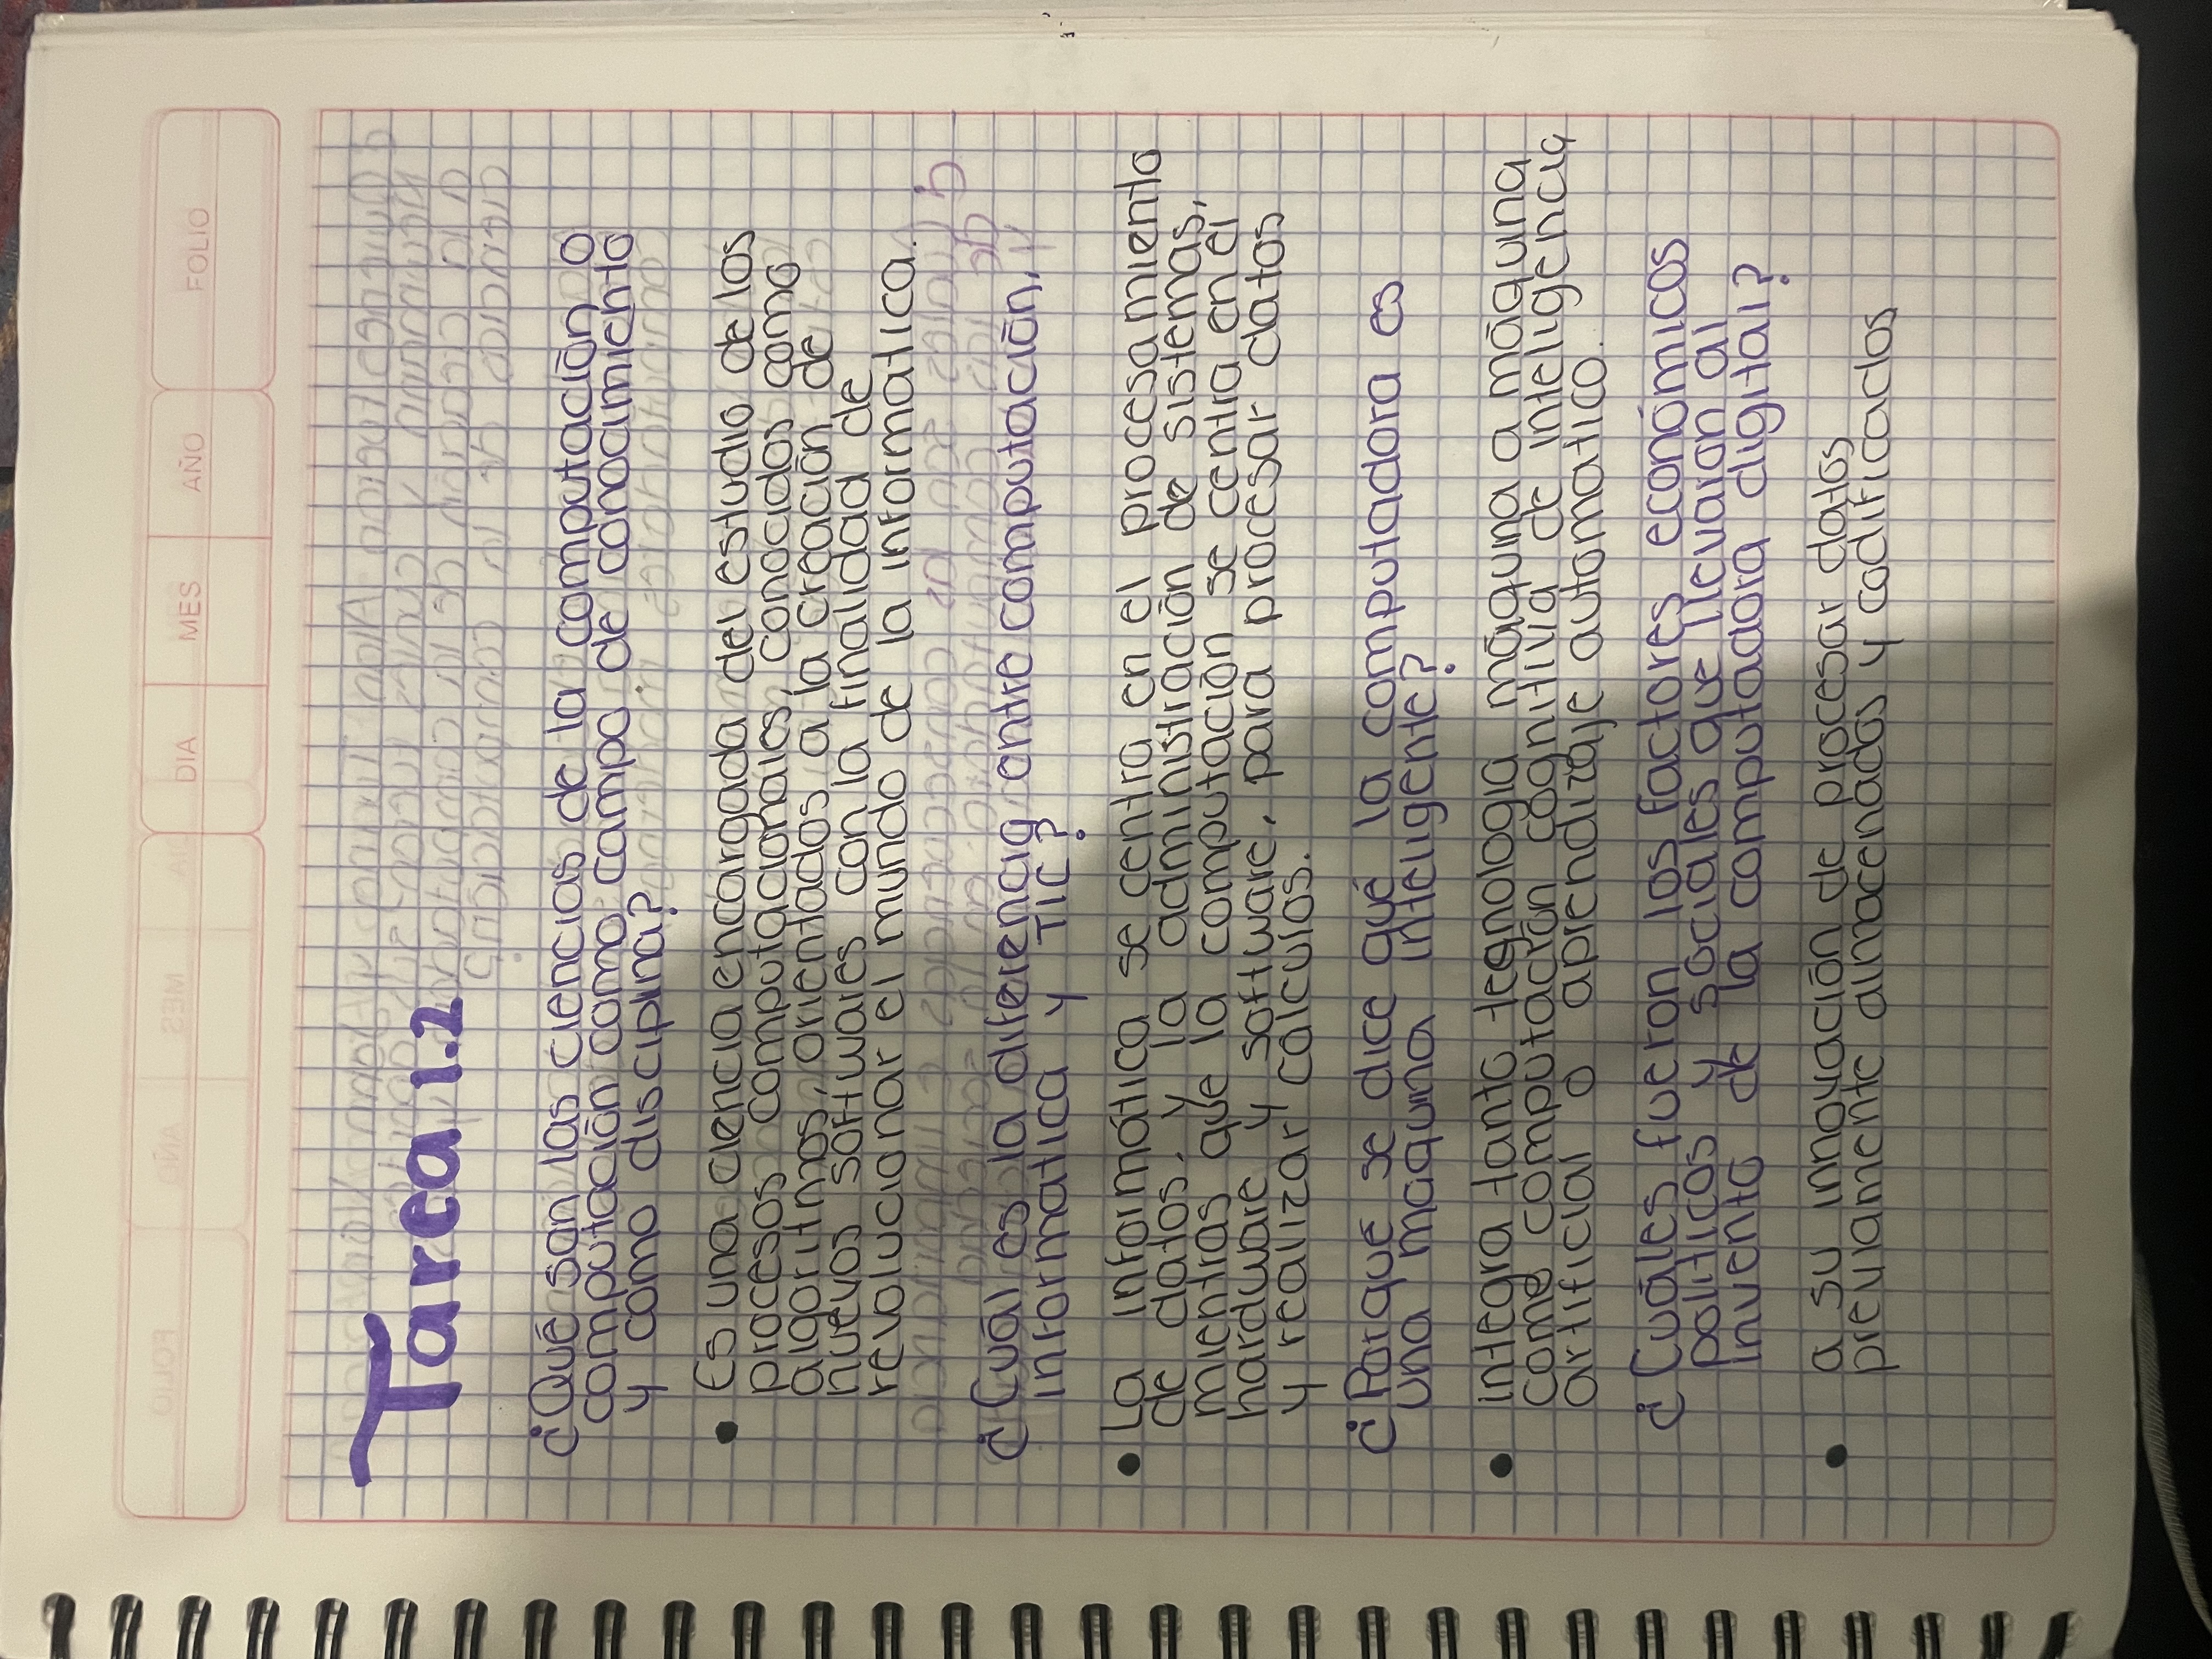 DIA MES AÑO FOLIO
Tarea 1.2
¿Qué son las ciencias de la computación o
computación como campo de conocimiento
y como disciplina?
• Es una ciencia encargada del estudio de los
procesos computacionales, conocidos como
algoritmos, orientados a la creación de
nuevos softwares con la finalidad de
revolucionar el mundo de la informatica.
¿Cuál es la diferencia entre computación,
informatica y TIC?
• La informática se centra en el procesamiento
de datos, y la administración de sistemas,
mientras que la computación se centra en el
hardware y software, para procesar datos
y realizar calculos.
¿Porque se dice qué la computadora es
una maquina inteligente?
• integra tanto tegnologia máquina a máquina
como computación cognitiva de inteligencia
artificial o aprendizaje automatico.
¿Cuáles fueron los factores económicos
politicos y sociales que llevaron al
invento de la computadora digital?
• a su innovación de procesar datos
previamente almacenados y codificados